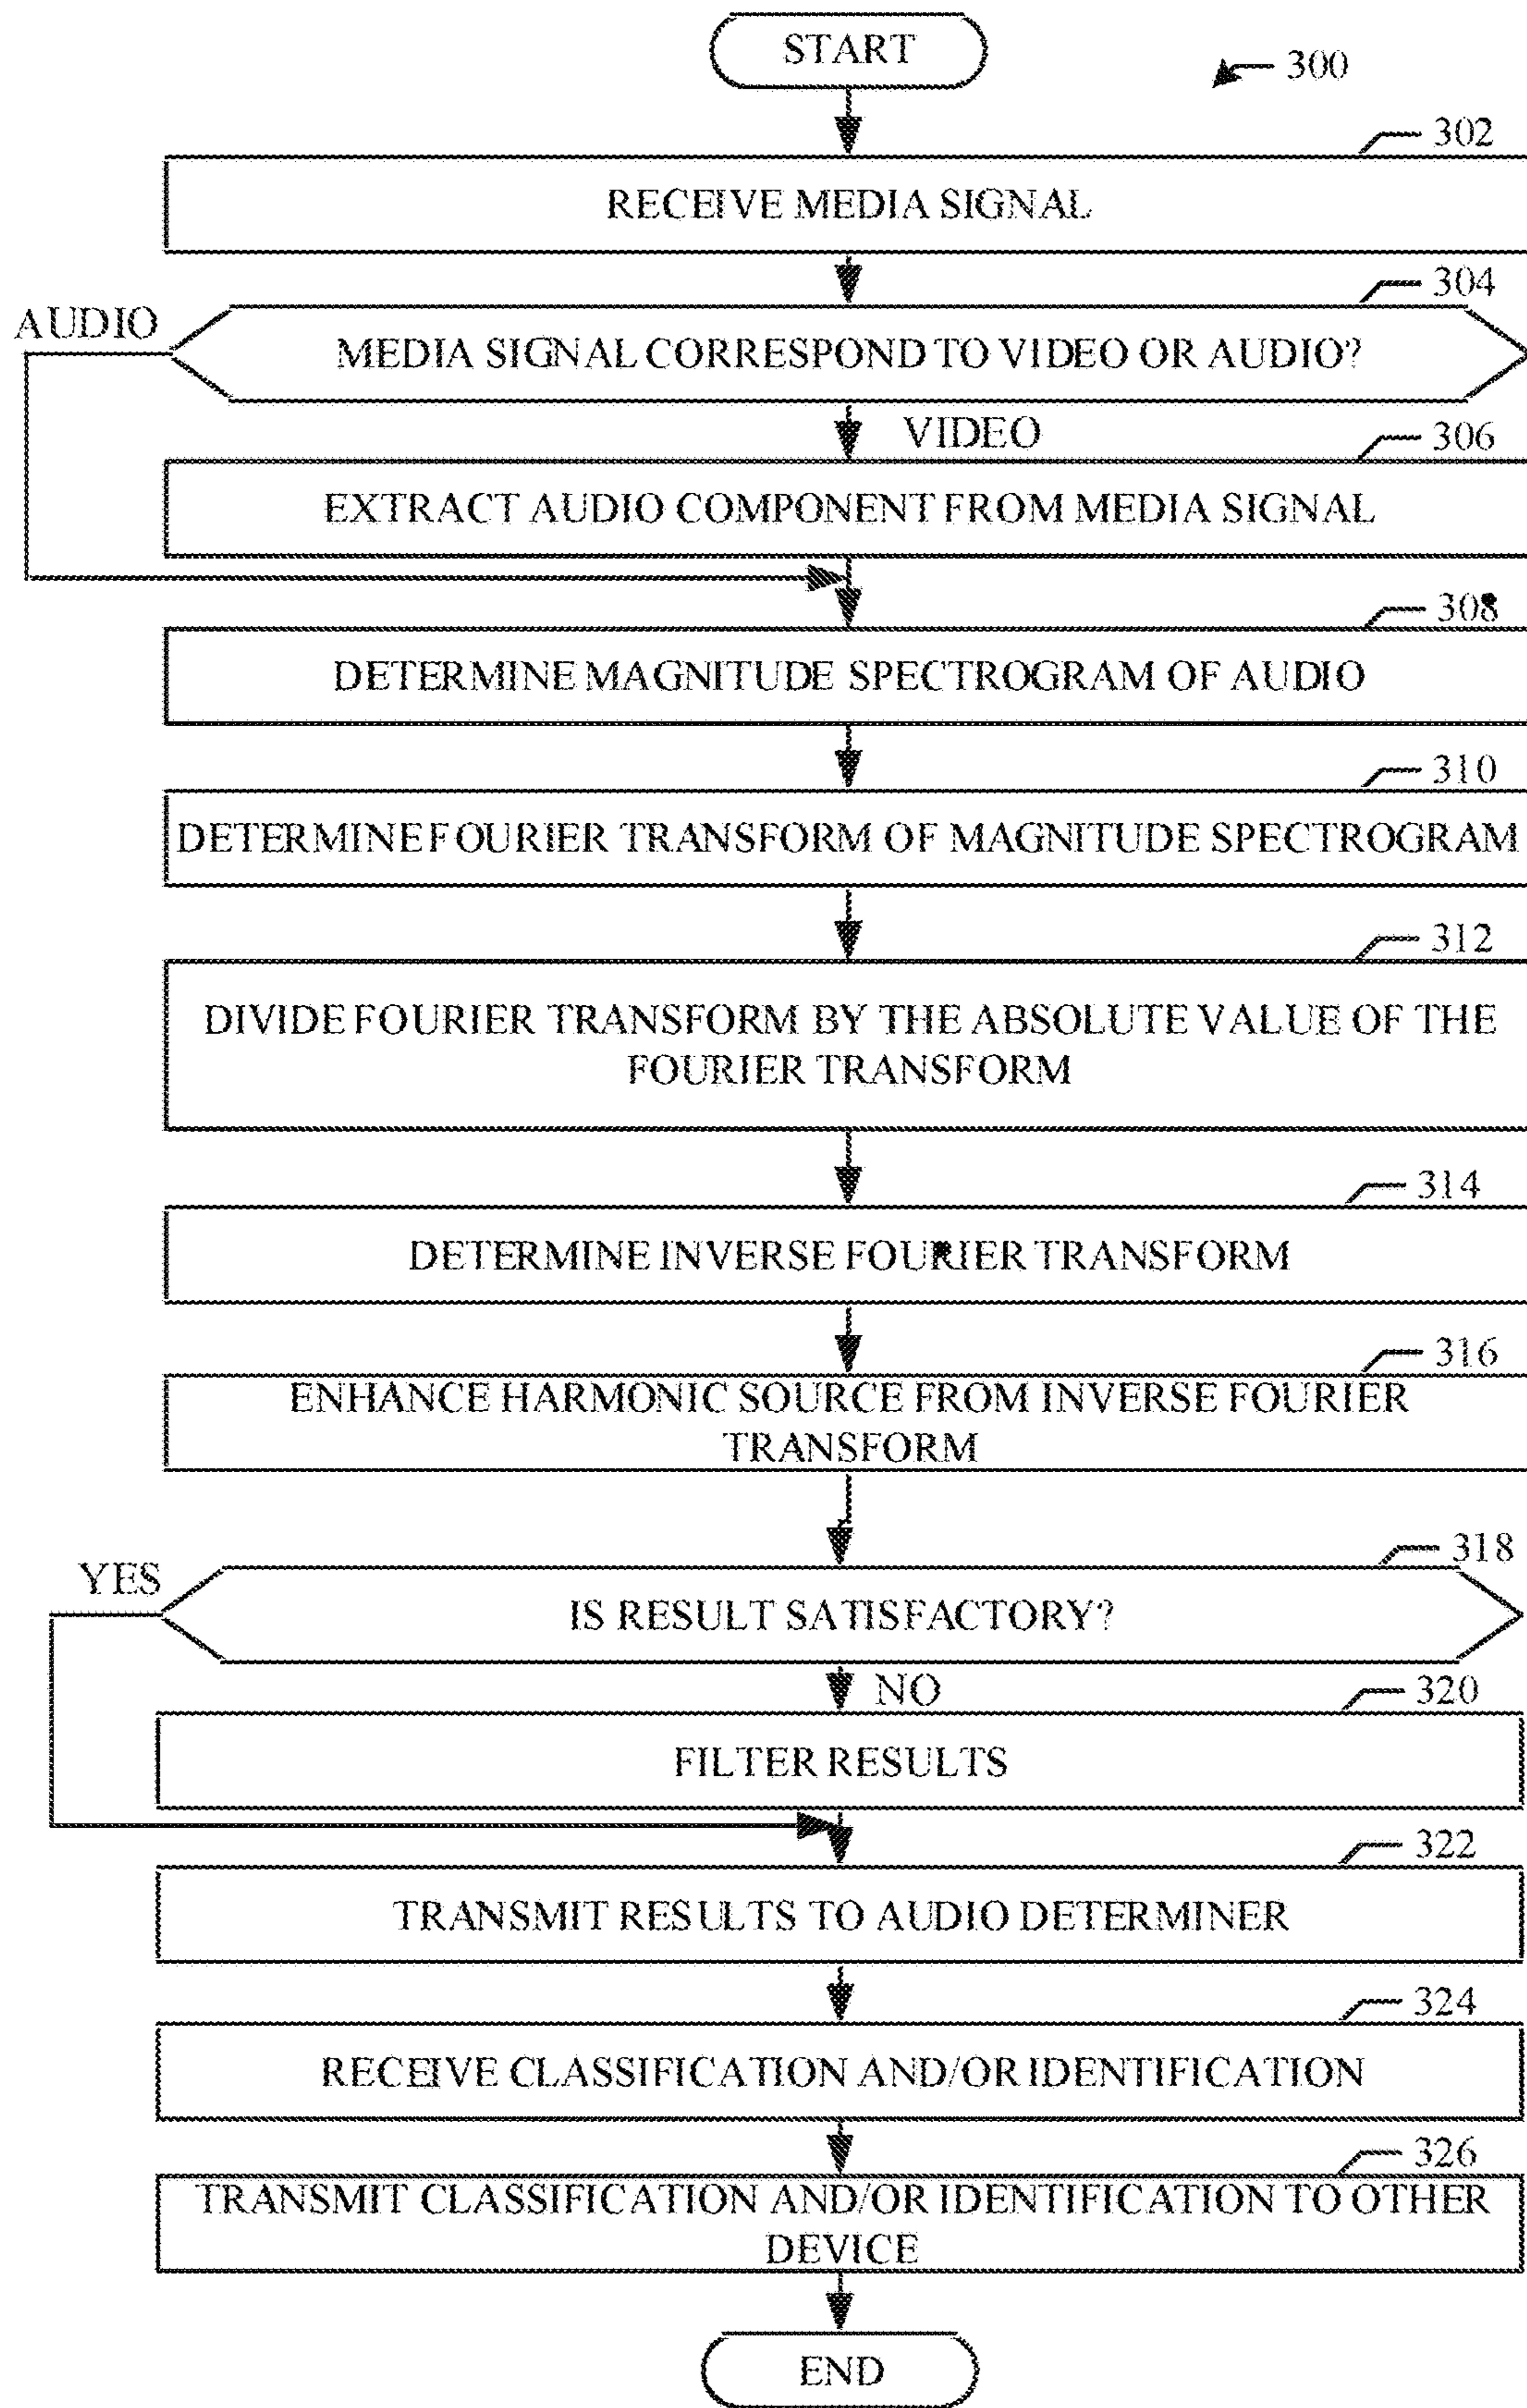 START
300
302
RECEIVE MEDIA SIGNAL
304
AUDIO
MEDIA SIGNAL CORRESPOND TO VIDEO OR AUDIO?
VIDEO
306
EXTRACT AUDIO COMPONENT FROM MEDIA SIGNAL
308
DETERMINE MAGNITUDE SPECTROGRAM OF AUDIO
310
DETERMINE FOURIER TRANSFORM OF MAGNITUDE SPECTROGRAM
312
DIVIDE FOURIER TRANSFORM BY THE ABSOLUTE VALUE OF THE
FOURIER TRANSFORM
314
DETERMINE INVERSE FOURIER TRANSFORM
316
ENHANCE HARMONIC SOURCE FROM INVERSE FOURIER
TRANSFORM
318
YES
IS RESULT SATISFACTORY?
NO
320
FILTER RESULTS
322
TRANSMIT RESULTS TO AUDIO DETERMINER
324
RECEIVE CLASSIFICATION AND/OR IDENTIFICATION
326
TRANSMIT CLASSIFICATION AND/OR IDENTIFICATION TO OTHER
DEVICE
END